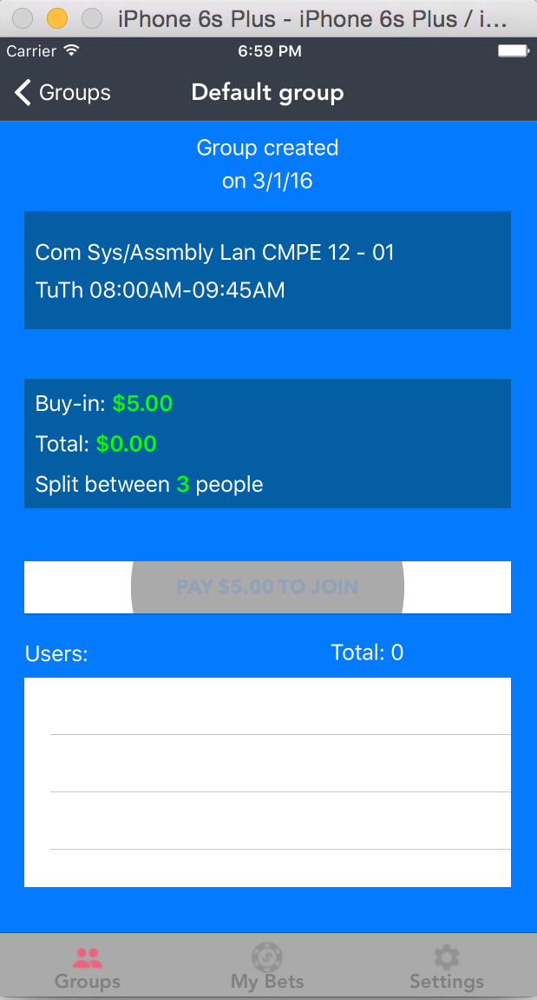 iPhone 6s Plus - iPhone 6s Plus / i...
Carrier 6:59 PM
Groups Default group
Group created
on 3/1/16
Com Sys/Assmbly Lan CMPE 12 - 01
TuTh 08:00AM-09:45AM
Buy-in: $5.00
Total: $0.00
Split between 3 people
PAY $5.00 TO JOIN
Users: Total: 0
Groups My Bets Settings